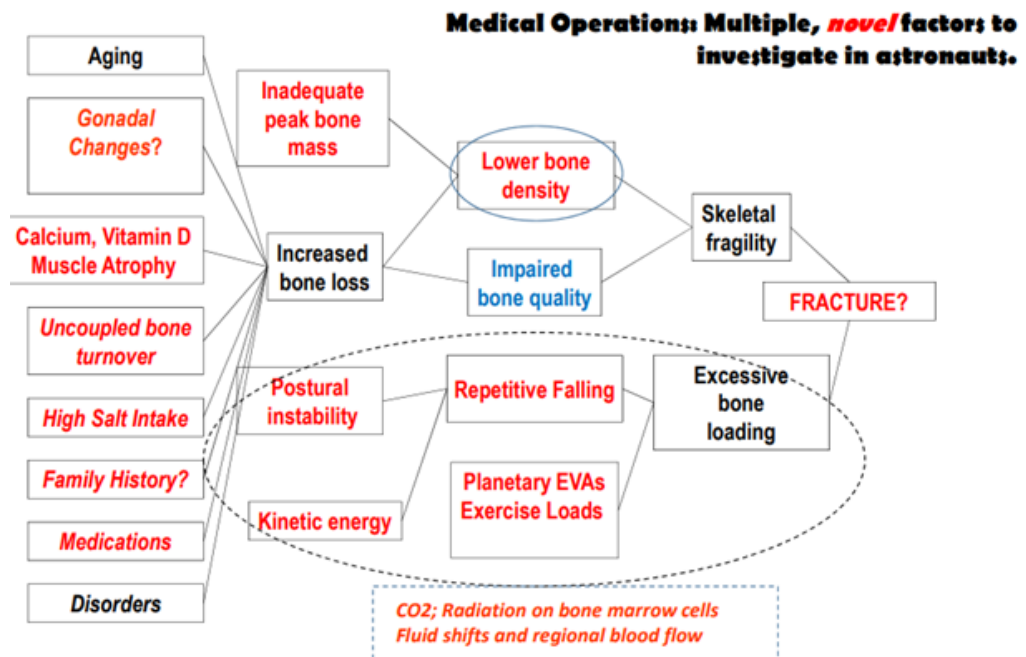 Medical Operations: Multiple, novel factors to
investigate in astronauts.
Aging
Gonadal
Changes?
Calcium, Vitamin D
Muscle Atrophy
Uncoupled bone
turnover
High Salt Intake
Family History?
Medications
Disorders
Inadequate
peak bone
mass
Increased
bone loss
Postural
instability
Kinetic energy
Lower bone
density
Impaired
bone quality
Repetitive Falling
Planetary EVAs
Exercise Loads
Skeletal
fragility
Excessive
bone
loading
FRACTURE?
CO2; Radiation on bone marrow cells
Fluid shifts and regional blood flow